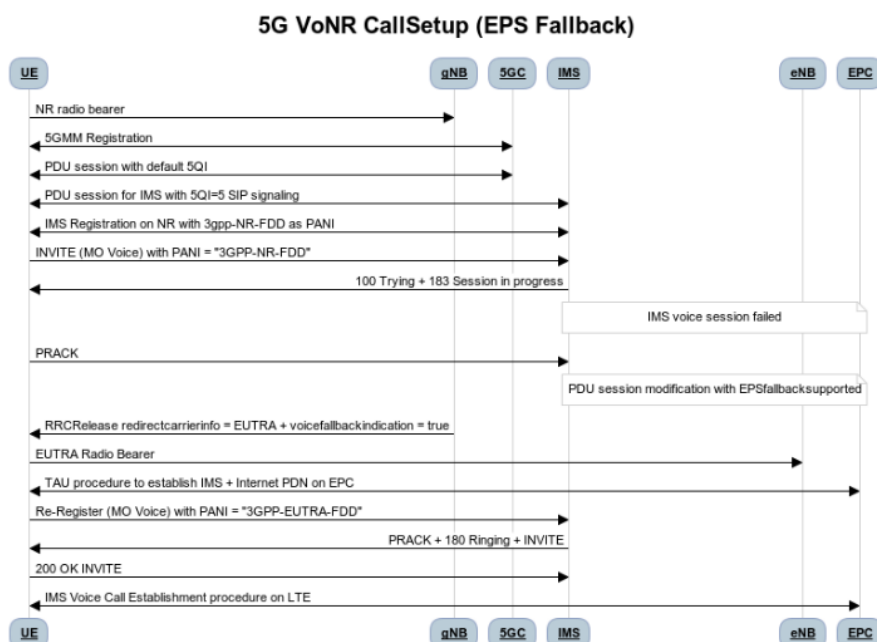 5G VoNR CallSetup (EPS Fallback)
UE gNB 5GC IMS eNB EPC
NR radio bearer
5GMM Registration
PDU session with default 5QI
PDU session for IMS with 5QI=5 SIP signaling
IMS Registration on NR with 3gpp-NR-FDD as PANI
INVITE (MO Voice) with PANI = "3GPP-NR-FDD"
100 Trying + 183 Session in progress
IMS voice session failed
PRACK
PDU session modification with EPSfallbacksupported
RRCRelease redirectcarrierinfo = EUTRA + voicefallbackindication = true
EUTRA Radio Bearer
TAU procedure to establish IMS + Internet PDN on EPC
Re-Register (MO Voice) with PANI = "3GPP-EUTRA-FDD"
PRACK + 180 Ringing + INVITE
200 OK INVITE
IMS Voice Call Establishment procedure on LTE
UE gNB 5GC IMS eNB EPC